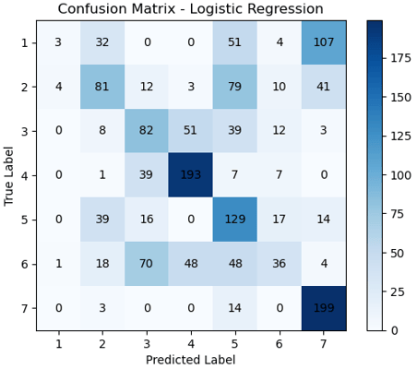 Confusion Matrix - Logistic Regression
1 3 32 0 0 51 4 107
2 4 81 12 3 79 10 41
3 0 8 82 51 39 12 3
4 0 1 39 193 7 7 0
5 0 39 16 0 129 17 14
6 1 18 70 48 48 36 4
7 0 3 0 0 14 0 199
1 2 3 4 5 6 7
True Label
Predicted Label
175
150
125
100
75
50
25
0